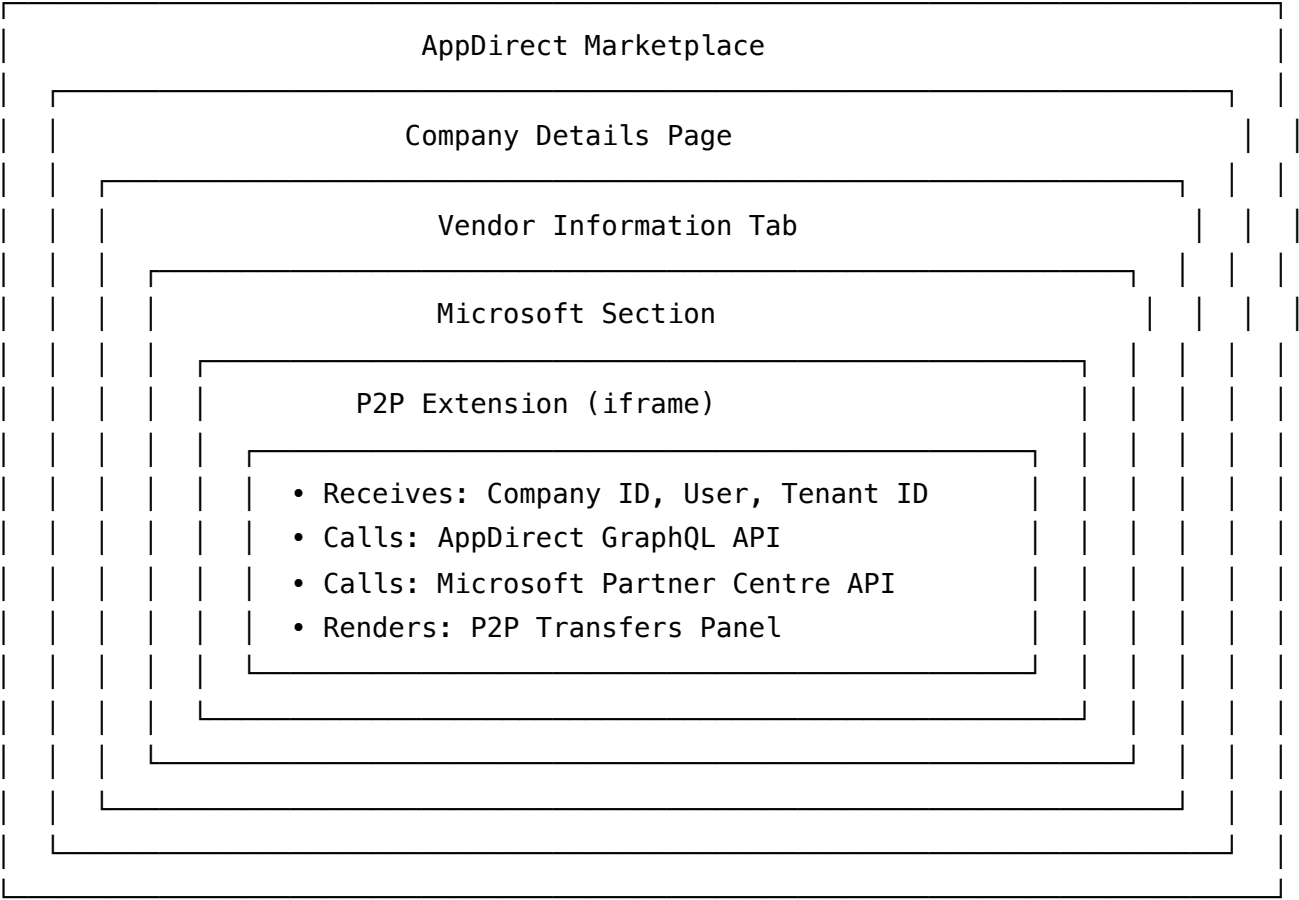 AppDirect Marketplace
Company Details Page
Vendor Information Tab
Microsoft Section
P2P Extension (iframe)
• Receives: Company ID, User, Tenant ID
• Calls: AppDirect GraphQL API
• Calls: Microsoft Partner Centre API
• Renders: P2P Transfers Panel